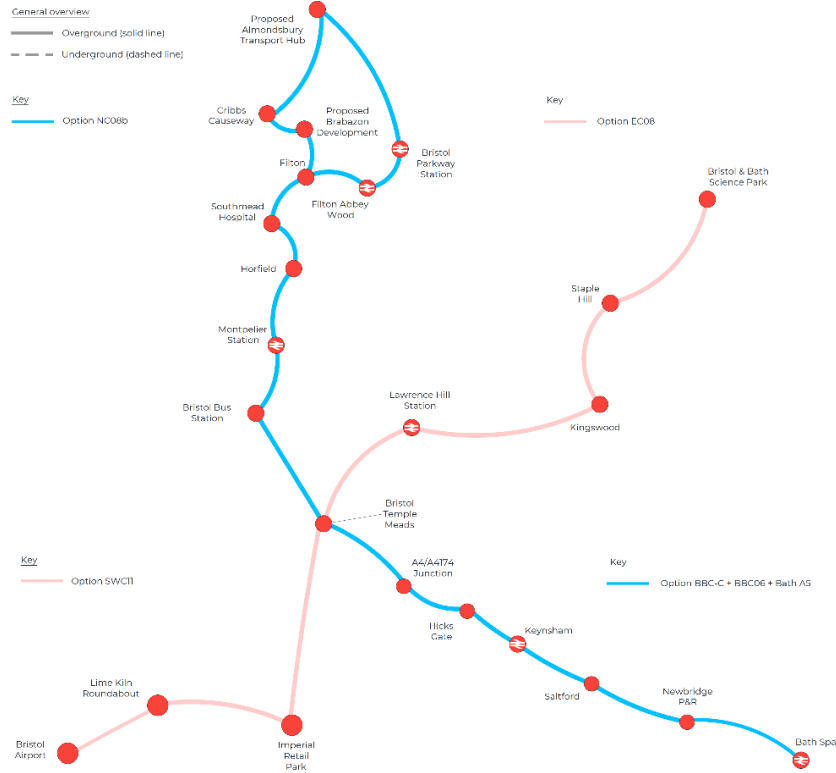 General overview
Overground (solid line)
Underground (dashed line)
Proposed
Almondsbury
Transport Hub
Key
Option NC08b
Cribbs
Causeway
Proposed
Brabazon
Development
Key
Option EC08
Filton
Bristol
Parkway
Station
Filton Abbey
Wood
Bristol & Bath
Science Park
Southmead
Hospital
Horfield
Staple
Hill
Montpelier
Station
Bristol Bus
Station
Lawrence Hill
Station
Kingswood
Bristol
Temple
Meads
Key
Option SWC11
A4/A4174
Junction
Key
Option BBC-C + BBC06 + Bath A5
Hicks
Gate
Keynsham
Saltford
Newbridge
P&R
Bath Spa
Lime Kiln
Roundabout
Bristol
Airport
Imperial
Retail
Park